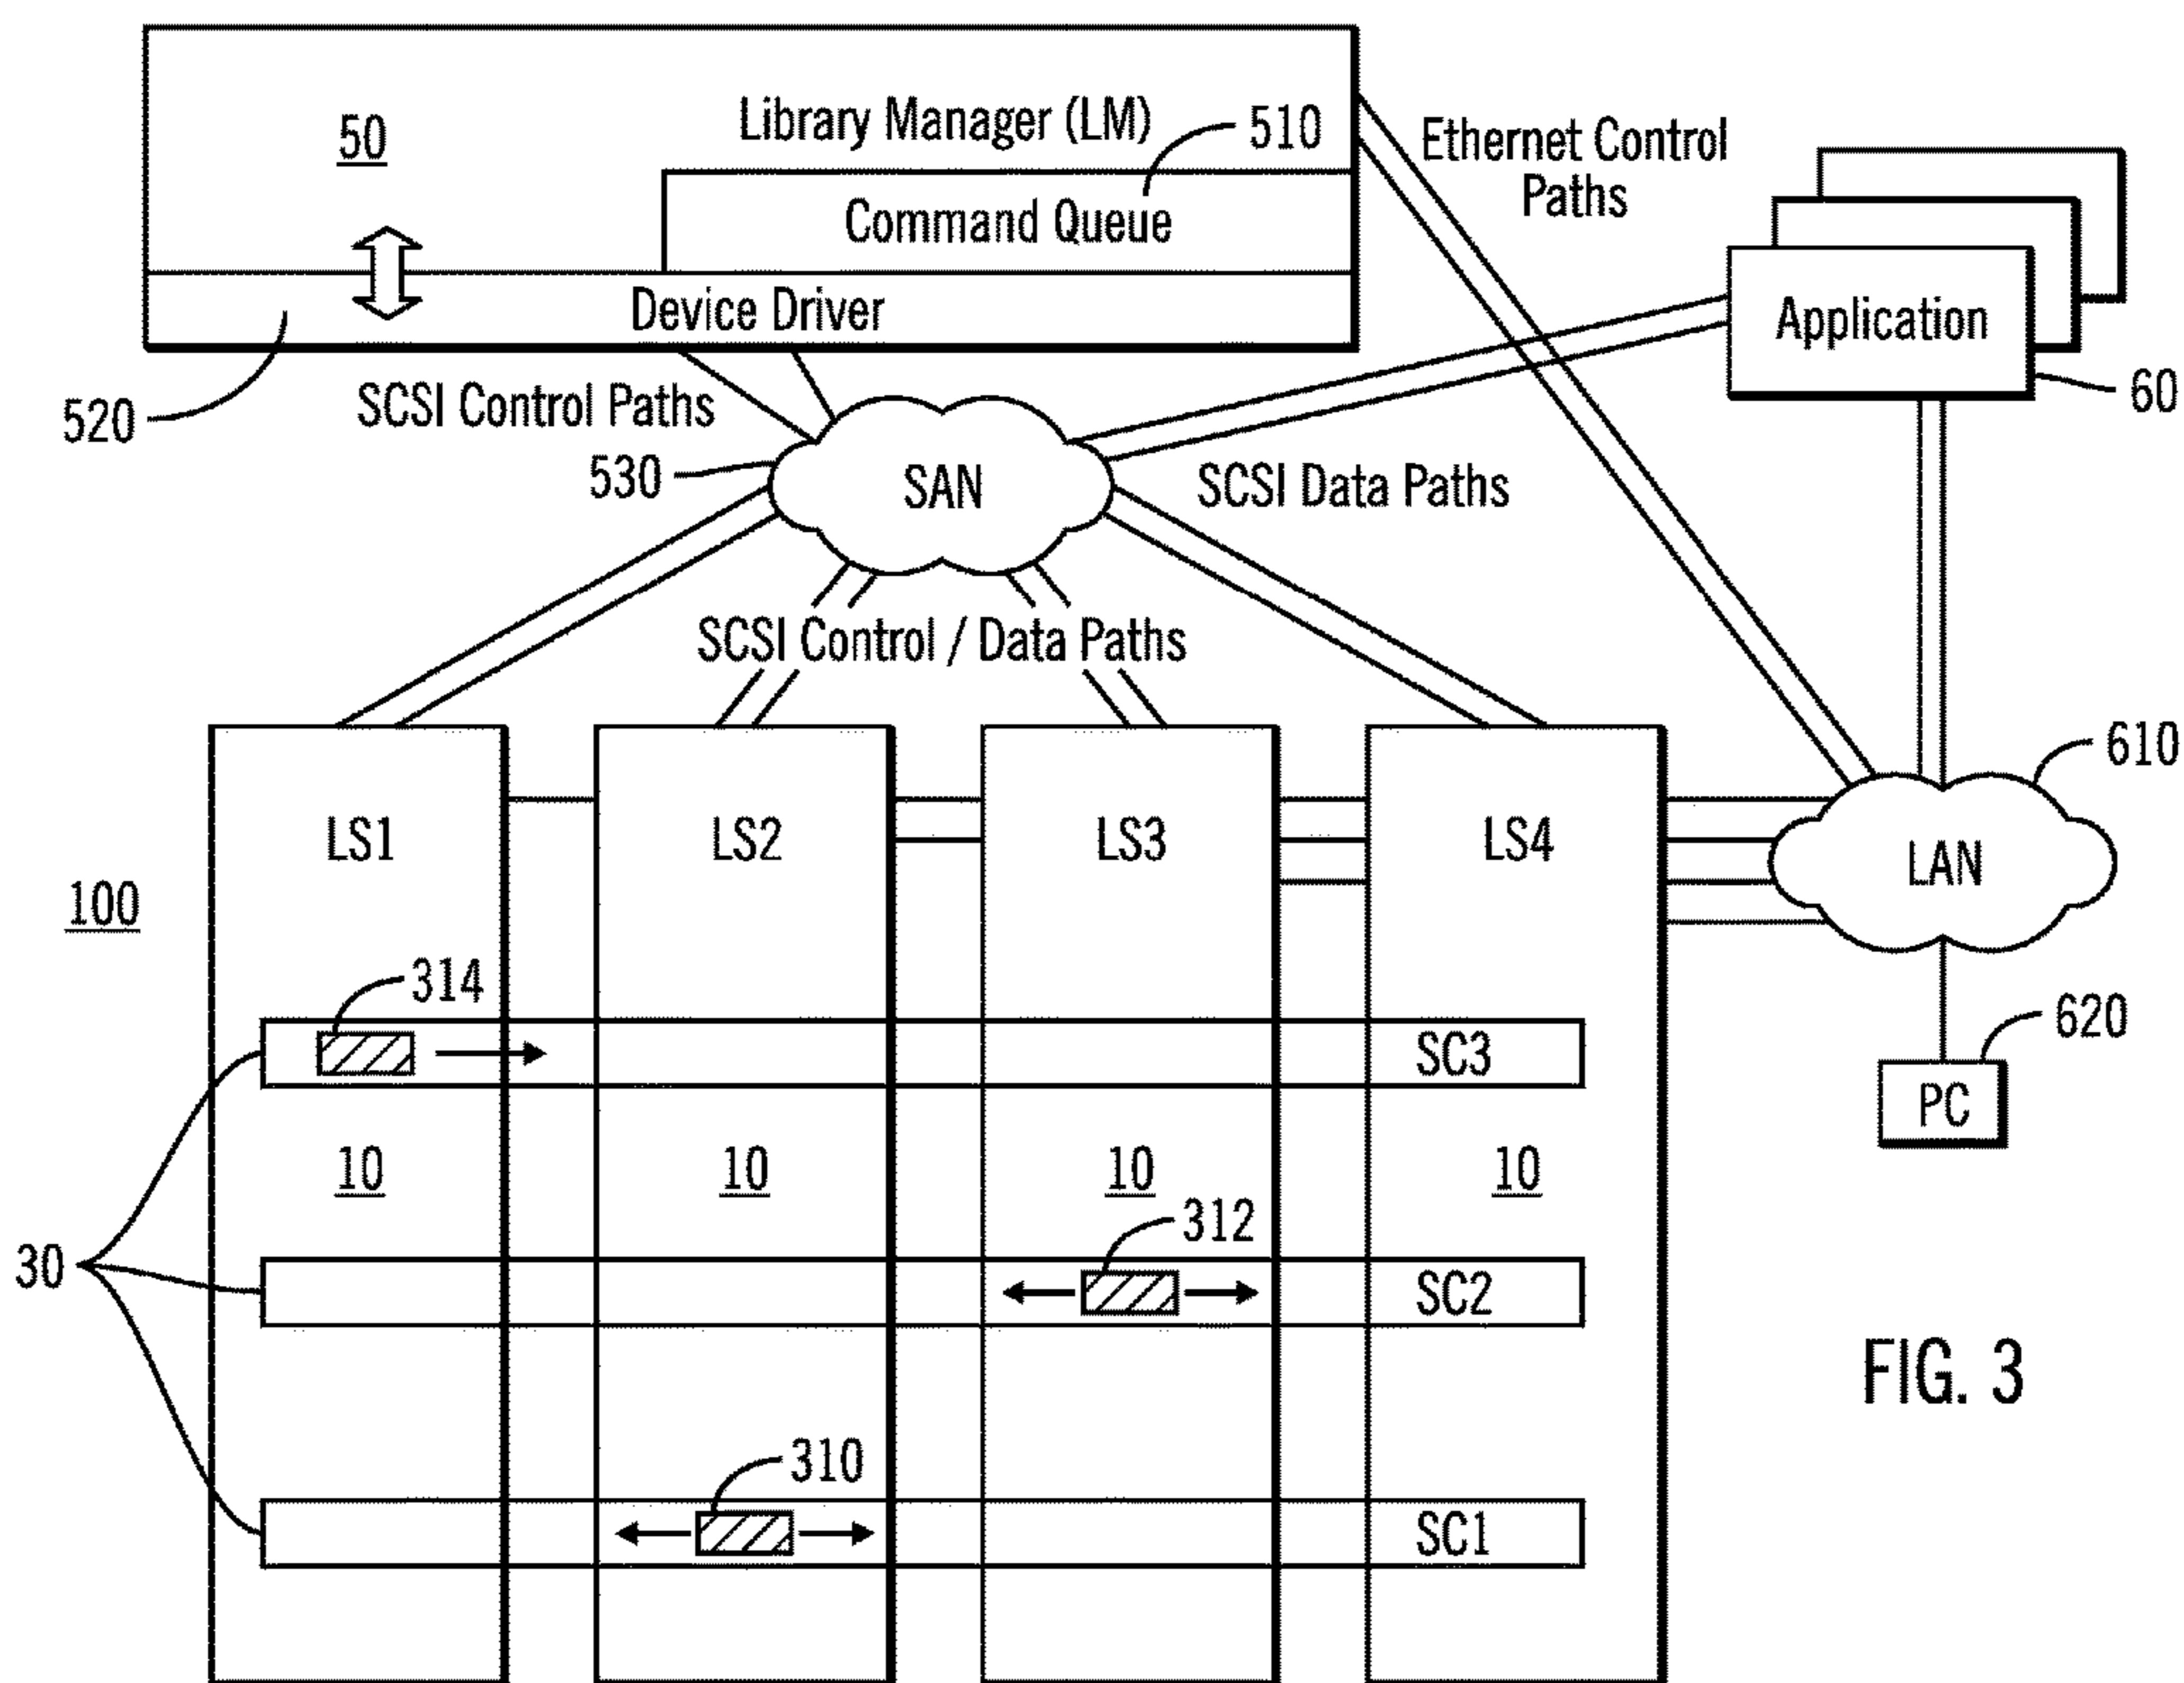 Library Manager (LM)
510
Ethernet Control
Paths
50
Command Queue
Device Driver
Application
520
SCSI Control Paths
60
530
SAN
SCSI Data Paths
SCSI Control / Data Paths
610
LS1
LS2
LS3
LS4
LAN
100
314
620
SC3
PC
10
10
10
10
312
30
SC2
FIG. 3
310
SC1